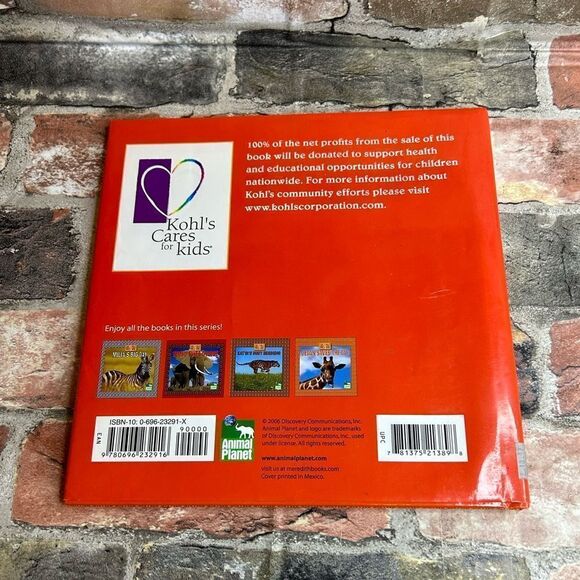 100% of the net profits from the sale of this
book will be donated to support health
and educational opportunities for children
nationwide. For more information about
Kohl's community efforts please visit
www.kohlscorporation.com.
Kohl's
Cares
for
kids®
Enjoy all the books in this series!
ISBN-10: 0-696-23291-X
90000
EAN
9 780696 232916
Animal
Planet
© 2006 Discovery Communications, Inc.
Animal Planet and logo are trademarks
of Discovery Communications, Inc. used
under license. All rights reserved.
www.animalplanet.com
visit us at meredithbooks.com
Cover printed in Mexico.
UPC
7 81375 21389 8